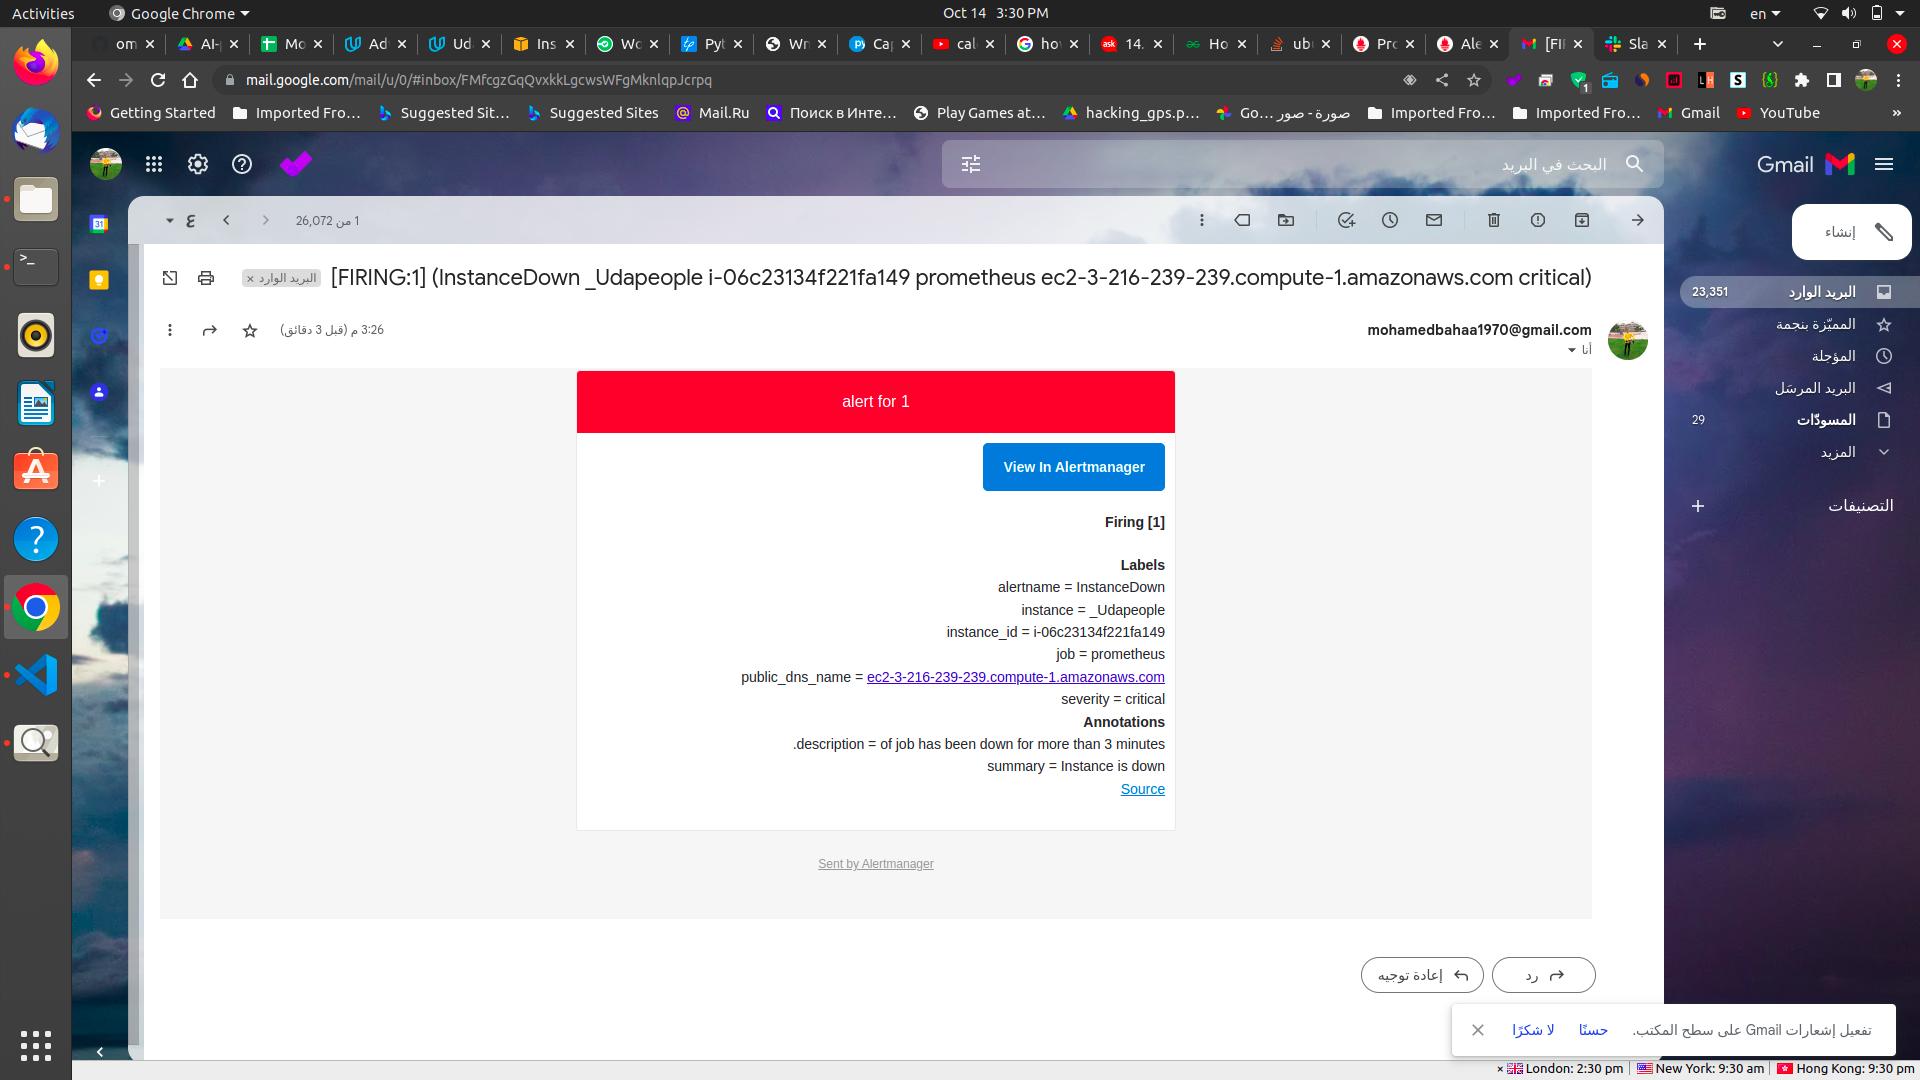 Activities
Google Chrome
Oct 14 3:30 PM
en
om
AI-
Mo
Ad
Ud
Ins
Wo
Pyt
Wr
Ca
cal
ho
14.
Ho
ub
Pro
Ale
[FI
Sla
mail.google.com/mail/u/0/#inbox/FMfcgzGqQvxkkLgcwsWFgMknlqpJcrpq
1
Getting Started
Imported Fro…
Suggested Sit…
Suggested Sites
Mail.Ru
Поиск в Инте…
Play Games at…
hacking_gps.p…
صورة - صور … Go
Imported Fro…
Imported Fro…
Gmail
YouTube
»
البحث في البريد
Gmail
ع
1 من 26,072
إنشاء
[FIRING:1] (InstanceDown _Udapeople i-06c23134f221fa149 prometheus ec2-3-216-239-239.compute-1.amazonaws.com critical)
البريد الوارد ×
البريد الوارد 23,351
المميّزة بنجمة
المؤجلة
البريد المرسَل
المسودّات 29
المزيد
التصنيفات
mohamedbahaa1970@gmail.com
3:26 م (قبل 3 دقائق)
أنا
alert for 1
View In Alertmanager
Firing [1]
Labels
alertname = InstanceDown
instance = _Udapeople
instance_id = i-06c23134f221fa149
job = prometheus
public_dns_name = ec2-3-216-239-239.compute-1.amazonaws.com
severity = critical
Annotations
.description = of job has been down for more than 3 minutes
summary = Instance is down
Source
Sent by Alertmanager
رد
إعادة توجيه
تفعيل إشعارات Gmail على سطح المكتب. حسنًا لا شكرًا
× London: 2:30 pm New York: 9:30 am Hong Kong: 9:30 pm